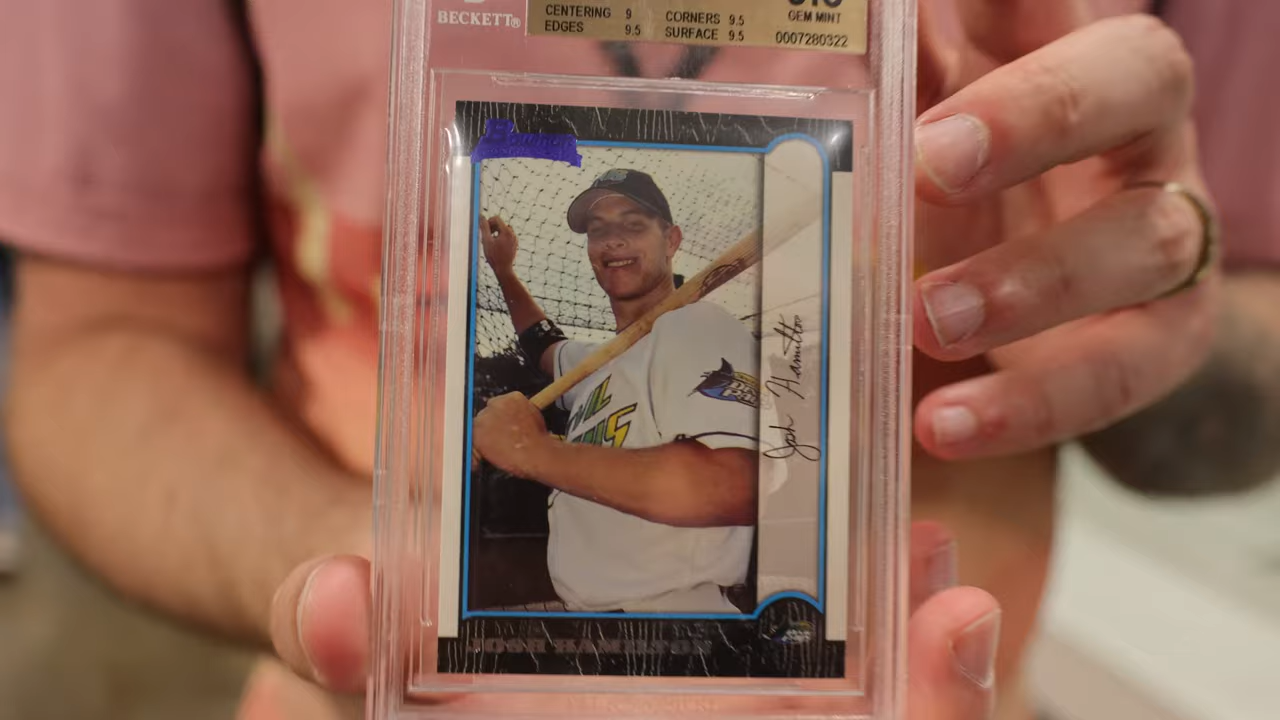 BECKETT®
CENTERING 9 CORNERS 9.5
EDGES 9.5 SURFACE 9.5
GEM MINT
0007280322
Bowman
Josh Hamilton
JOSH HAMILTON